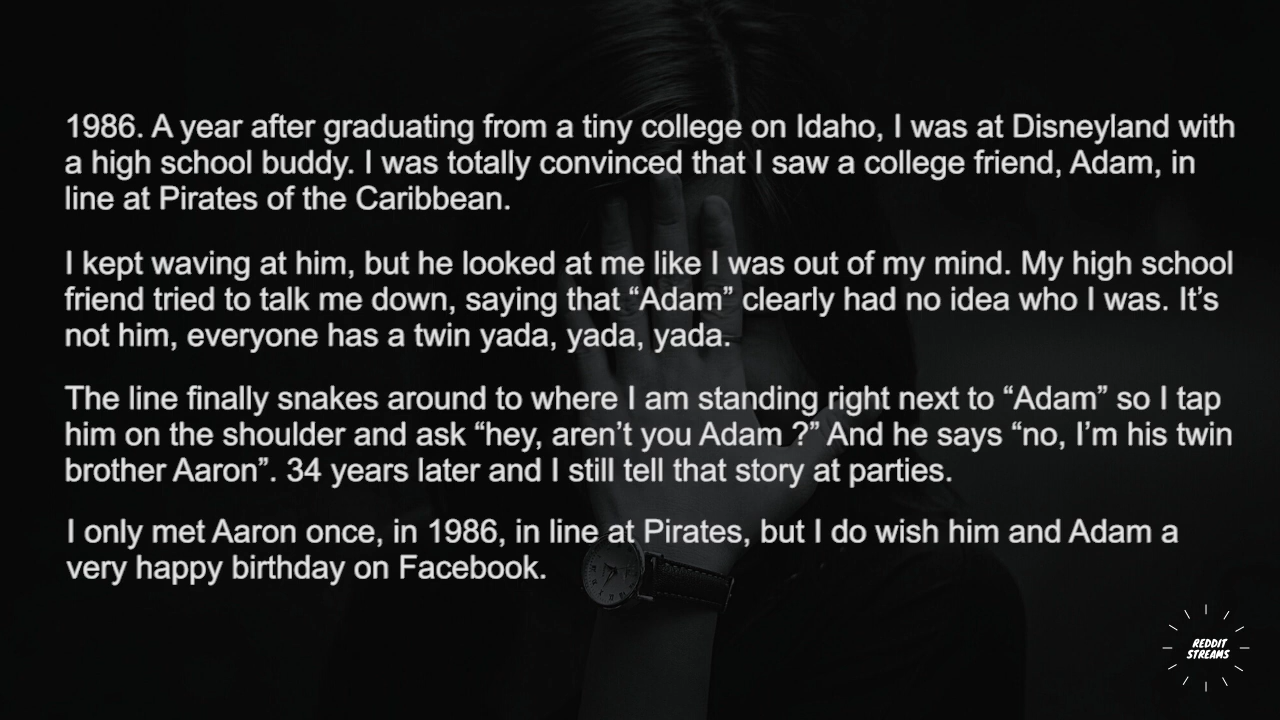 1986. A year after graduating from a tiny college on Idaho, I was at Disneyland with
a high school buddy. I was totally convinced that I saw a college friend, Adam, in
line at Pirates of the Caribbean.
I kept waving at him, but he looked at me like I was out of my mind. My high school
friend tried to talk me down, saying that “Adam” clearly had no idea who I was. It’s
not him, everyone has a twin yada, yada, yada.
The line finally snakes around to where I am standing right next to “Adam” so I tap
him on the shoulder and ask “hey, aren’t you Adam ?” And he says “no, I’m his twin
brother Aaron”. 34 years later and I still tell that story at parties.
I only met Aaron once, in 1986, in line at Pirates, but I do wish him and Adam a
very happy birthday on Facebook.
REDDIT
STREAMS